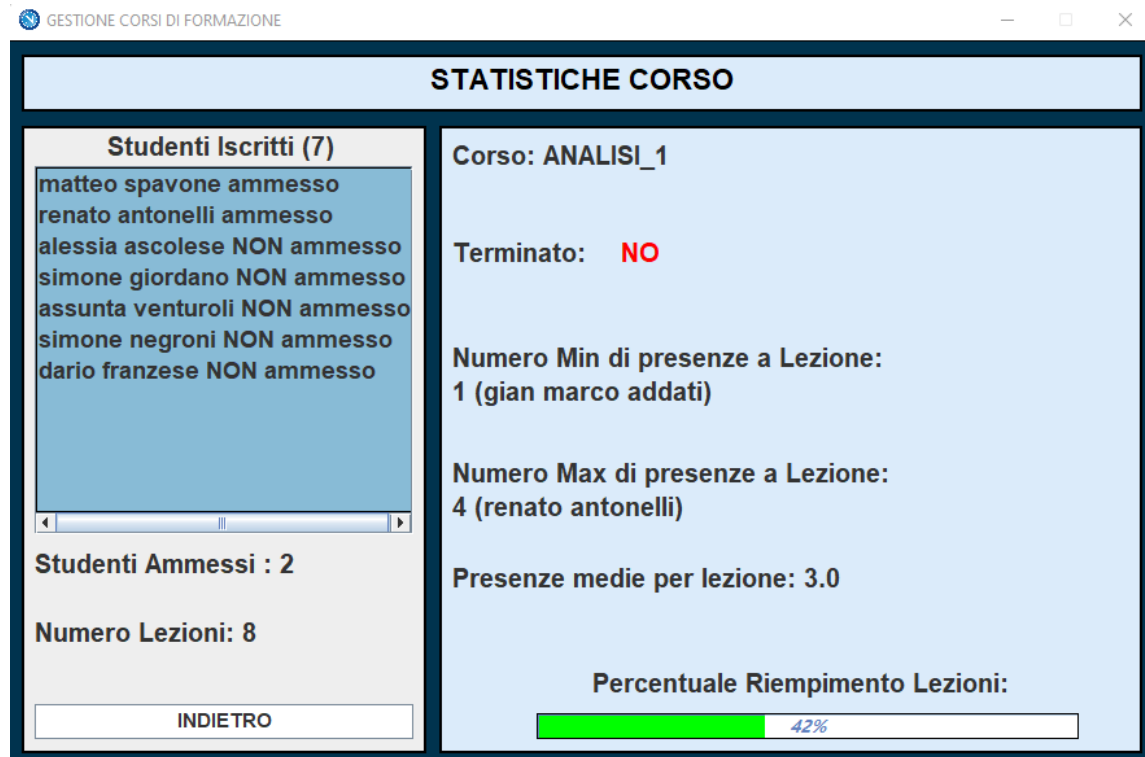 GESTIONE CORSI DI FORMAZIONE
STATISTICHE CORSO
Studenti Iscritti (7)
matteo spavone ammesso
renato antonelli ammesso
alessia ascolese NON ammesso
simone giordano NON ammesso
assunta venturoli NON ammesso
simone negroni NON ammesso
dario franzese NON ammesso
Studenti Ammessi : 2
Numero Lezioni: 8
INDIETRO
Corso: ANALISI_1
Terminato: NO
Numero Min di presenze a Lezione:
1 (gian marco addati)
Numero Max di presenze a Lezione:
4 (renato antonelli)
Presenze medie per lezione: 3.0
Percentuale Riempimento Lezioni:
42%